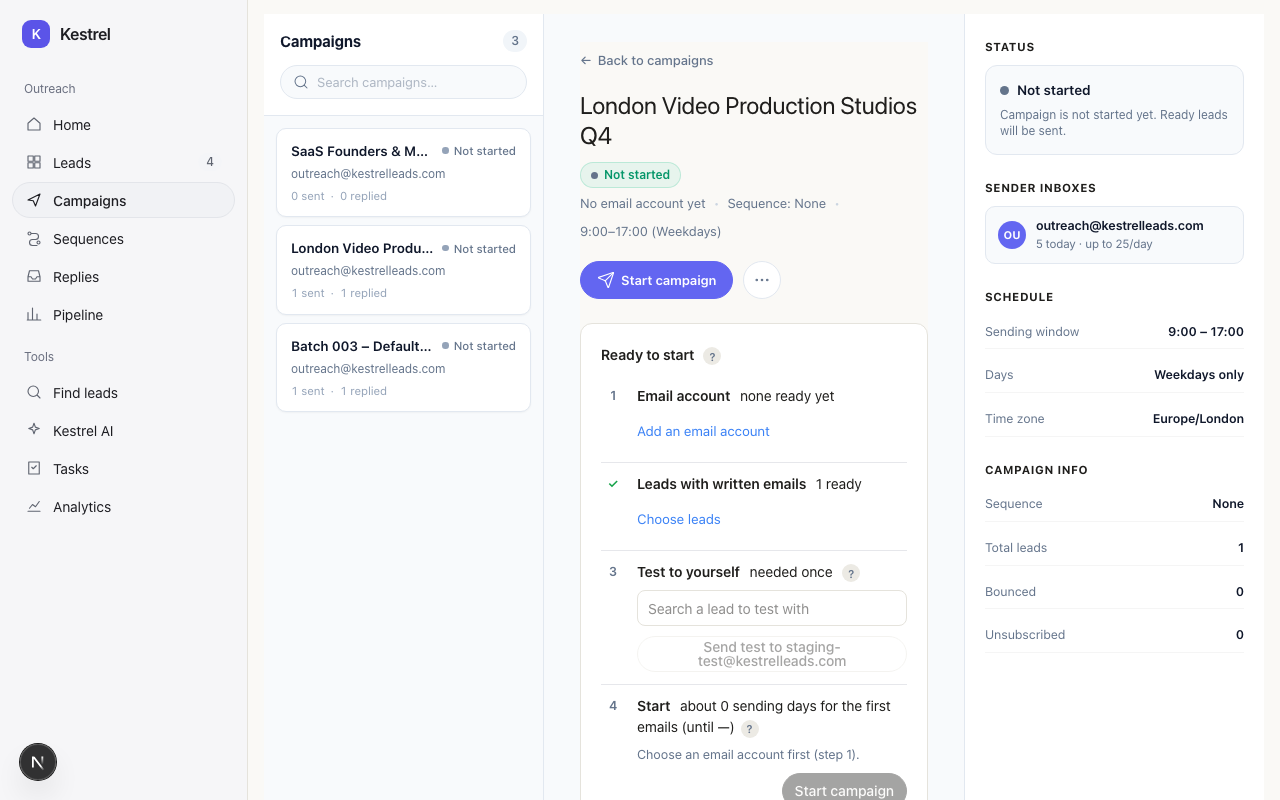 K Kestrel
Outreach
Home
Leads 4
Campaigns
Sequences
Replies
Pipeline
Tools
Find leads
Kestrel AI
Tasks
Analytics
N
Campaigns 3
Search campaigns...
SaaS Founders & M... Not started
outreach@kestrelleads.com
0 sent · 0 replied
London Video Produ... Not started
outreach@kestrelleads.com
1 sent · 1 replied
Batch 003 – Default... Not started
outreach@kestrelleads.com
1 sent · 1 replied
← Back to campaigns
London Video Production Studios
Q4
Not started
No email account yet · Sequence: None ·
9:00–17:00 (Weekdays)
Start campaign ...
Ready to start ?
1 Email account none ready yet
Add an email account
Leads with written emails 1 ready
Choose leads
3 Test to yourself needed once ?
Search a lead to test with
Send test to staging-
test@kestrelleads.com
4 Start about 0 sending days for the first
emails (until —) ?
Choose an email account first (step 1).
Start campaign
STATUS
Not started
Campaign is not started yet. Ready leads
will be sent.
SENDER INBOXES
OU outreach@kestrelleads.com
5 today · up to 25/day
SCHEDULE
Sending window 9:00 – 17:00
Days Weekdays only
Time zone Europe/London
CAMPAIGN INFO
Sequence None
Total leads 1
Bounced 0
Unsubscribed 0